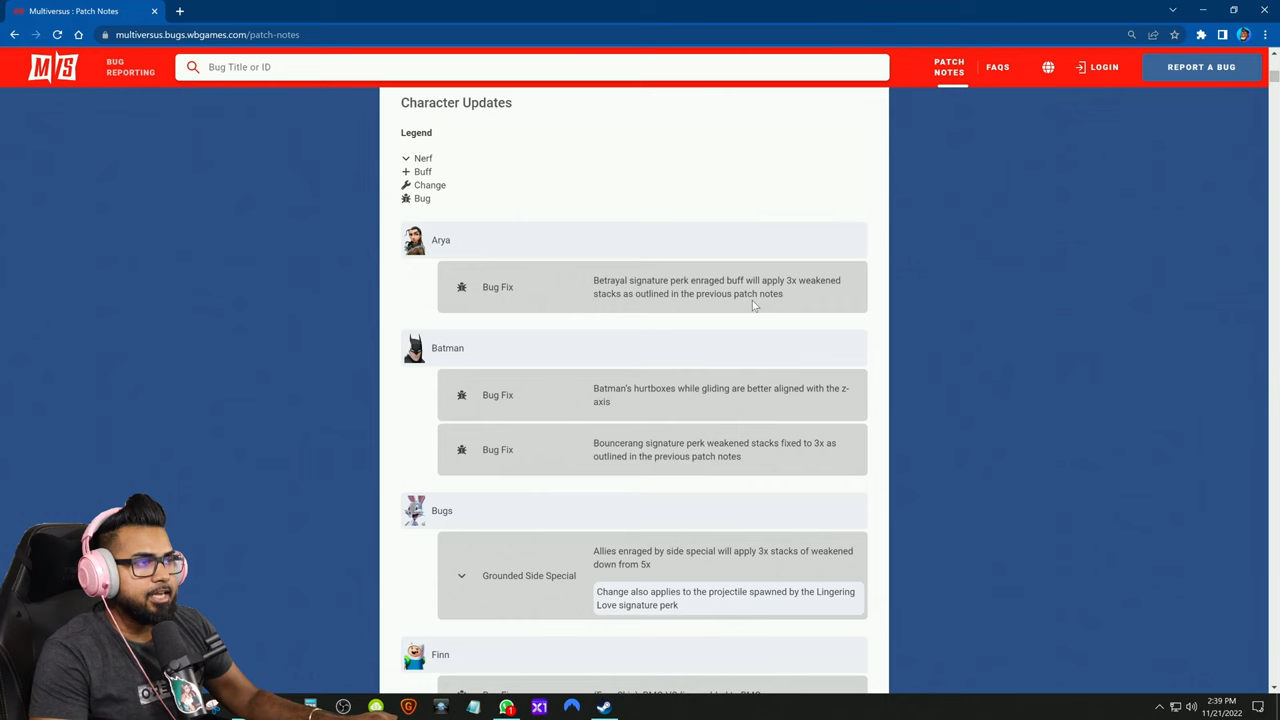 Multiversus : Patch Notes
multiversus.bugs.wbgames.com/patch-notes
M/S
BUG
REPORTING
Bug Title or ID
PATCH
NOTES
FAQS
LOGIN
REPORT A BUG
Character Updates
Legend
Nerf
Buff
Change
Bug
Arya
Bug Fix
Betrayal signature perk enraged buff will apply 3x weakened
stacks as outlined in the previous patch notes
Batman
Bug Fix
Batman's hurtboxes while gliding are better aligned with the z-
axis
Bug Fix
Bouncerang signature perk weakened stacks fixed to 3x as
outlined in the previous patch notes
Bugs
Grounded Side Special
Allies enraged by side special will apply 3x stacks of weakened
down from 5x
Change also applies to the projectile spawned by the Lingering
Love signature perk
Finn
2:39 PM
11/21/2022